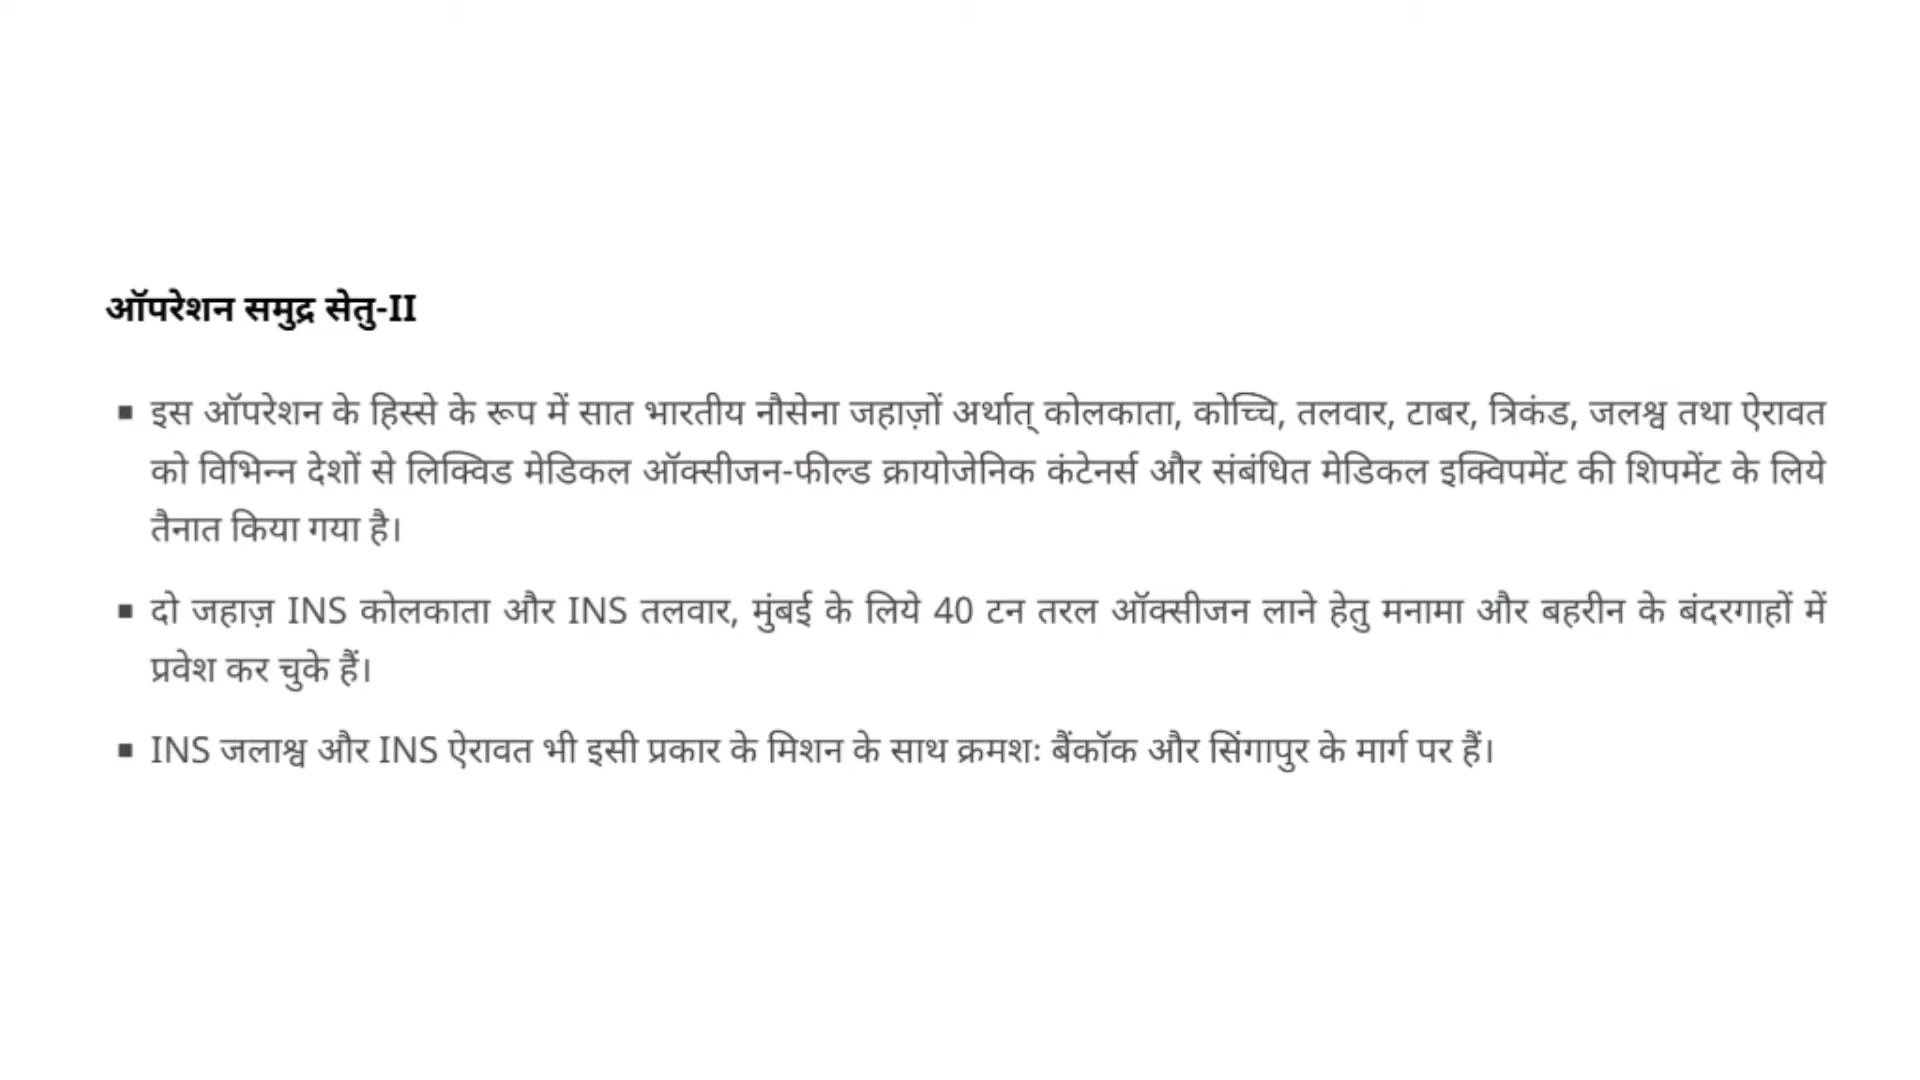 ऑपरेशन समुद्र सेतु-II
▪ इस ऑपरेशन के हिस्से के रूप में सात भारतीय नौसेना जहाज़ों अर्थात् कोलकाता, कोच्चि, तलवार, टाबर, त्रिकंड, जलश्व तथा ऐरावत
को विभिन्न देशों से लिक्विड मेडिकल ऑक्सीजन-फील्ड क्रायोजेनिक कंटेनर्स और संबंधित मेडिकल इक्विपमेंट की शिपमेंट के लिये
तैनात किया गया है।
▪ दो जहाज़ INS कोलकाता और INS तलवार, मुंबई के लिये 40 टन तरल ऑक्सीजन लाने हेतु मनामा और बहरीन के बंदरगाहों में
प्रवेश कर चुके हैं।
▪ INS जलाश्व और INS ऐरावत भी इसी प्रकार के मिशन के साथ क्रमशः बैंकॉक और सिंगापुर के मार्ग पर हैं।